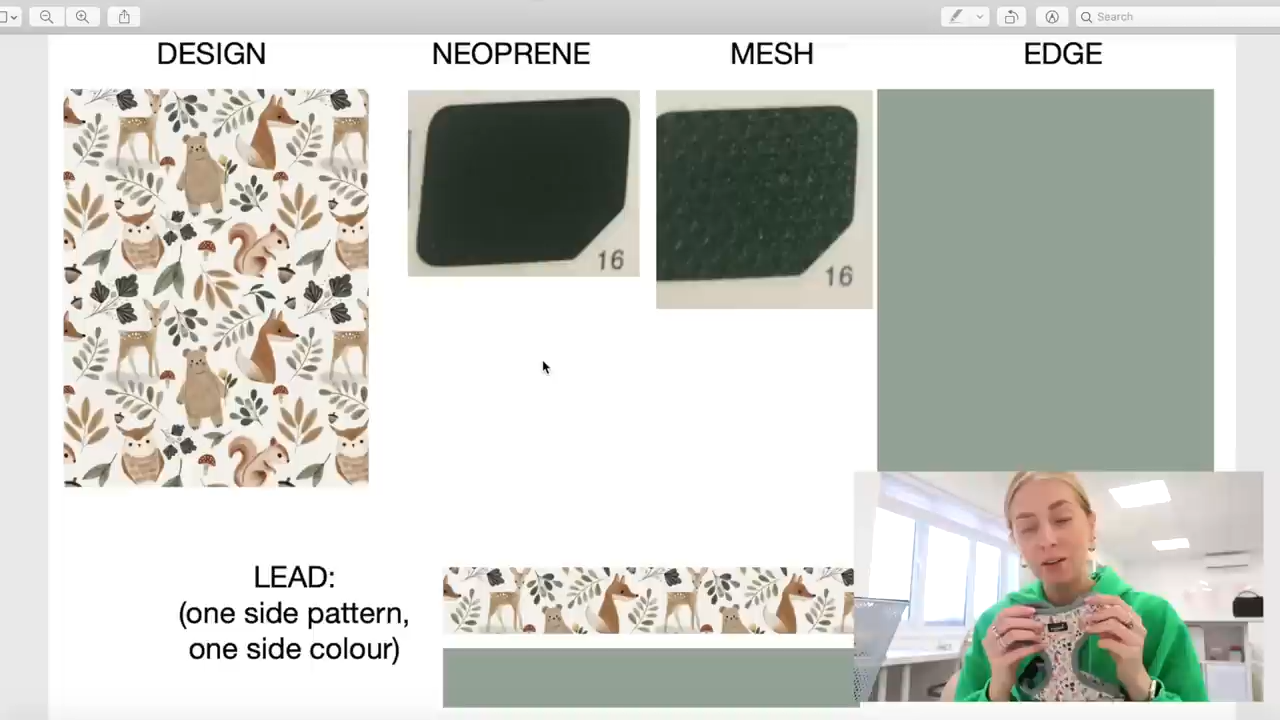 Search
DESIGN
NEOPRENE
MESH
EDGE
16
16
LEAD:
(one side pattern,
one side colour)